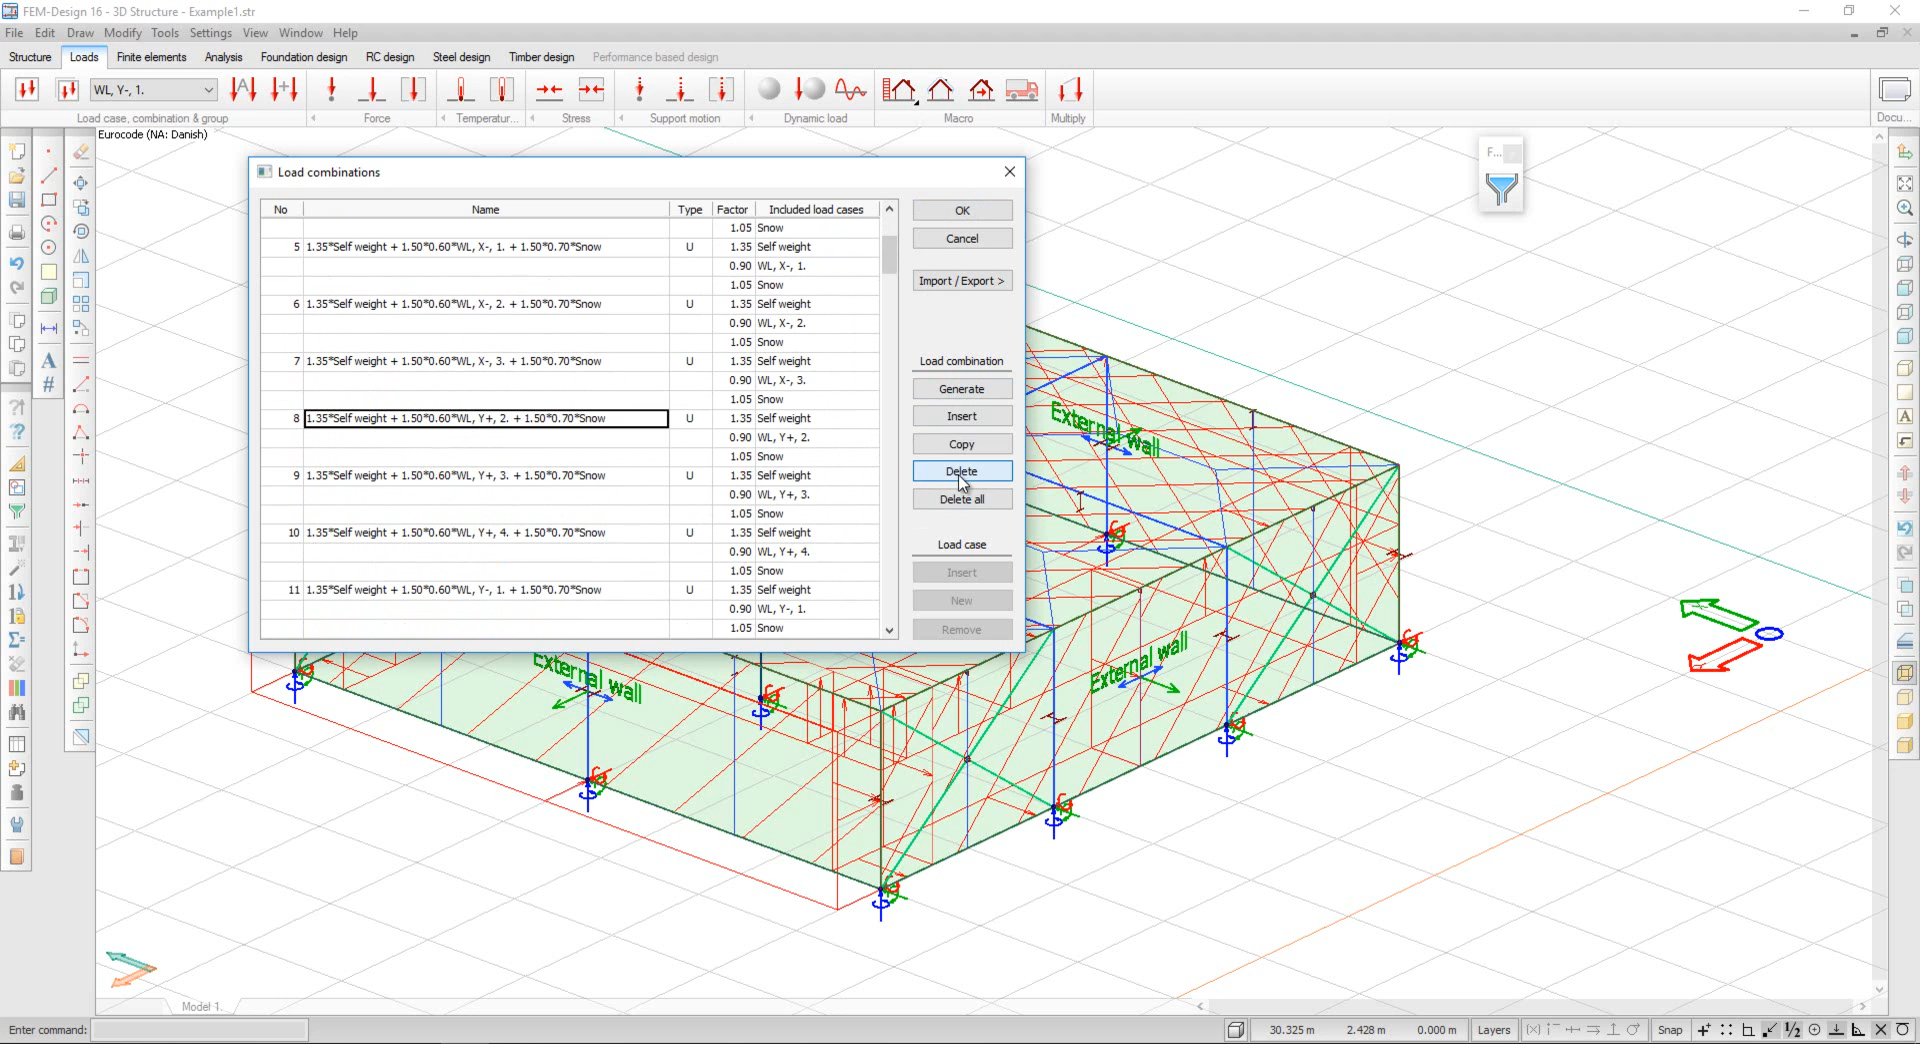 FEM-Design 16 - 3D Structure - Example1.str
File Edit Draw Modify Tools Settings View Window Help
Structure Loads Finite elements Analysis Foundation design RC design Steel design Timber design Performance based design
WL, Y-, 1.
Load case, combination & group Force Temperatur... Stress Support motion Dynamic load Macro Multiply Docu...
Eurocode (NA: Danish)
F...
Load combinations
No Name Type Factor Included load cases
1.05 Snow
5 1.35*Self weight + 1.50*0.60*WL, X-, 1. + 1.50*0.70*Snow U 1.35 Self weight
0.90 WL, X-, 1.
1.05 Snow
6 1.35*Self weight + 1.50*0.60*WL, X-, 2. + 1.50*0.70*Snow U 1.35 Self weight
0.90 WL, X-, 2.
1.05 Snow
7 1.35*Self weight + 1.50*0.60*WL, X-, 3. + 1.50*0.70*Snow U 1.35 Self weight
0.90 WL, X-, 3.
1.05 Snow
8 1.35*Self weight + 1.50*0.60*WL, Y+, 2. + 1.50*0.70*Snow U 1.35 Self weight
0.90 WL, Y+, 2.
1.05 Snow
9 1.35*Self weight + 1.50*0.60*WL, Y+, 3. + 1.50*0.70*Snow U 1.35 Self weight
0.90 WL, Y+, 3.
1.05 Snow
10 1.35*Self weight + 1.50*0.60*WL, Y+, 4. + 1.50*0.70*Snow U 1.35 Self weight
0.90 WL, Y+, 4.
1.05 Snow
11 1.35*Self weight + 1.50*0.60*WL, Y-, 1. + 1.50*0.70*Snow U 1.35 Self weight
0.90 WL, Y-, 1.
1.05 Snow
OK
Cancel
Import / Export >
Load combination
Generate
Insert
Copy
Delete
Delete all
Load case
Insert
New
Remove
External wall
External wall
External wall
Model 1.
Enter command: 30.325 m 2.428 m 0.000 m Layers Snap 1/2